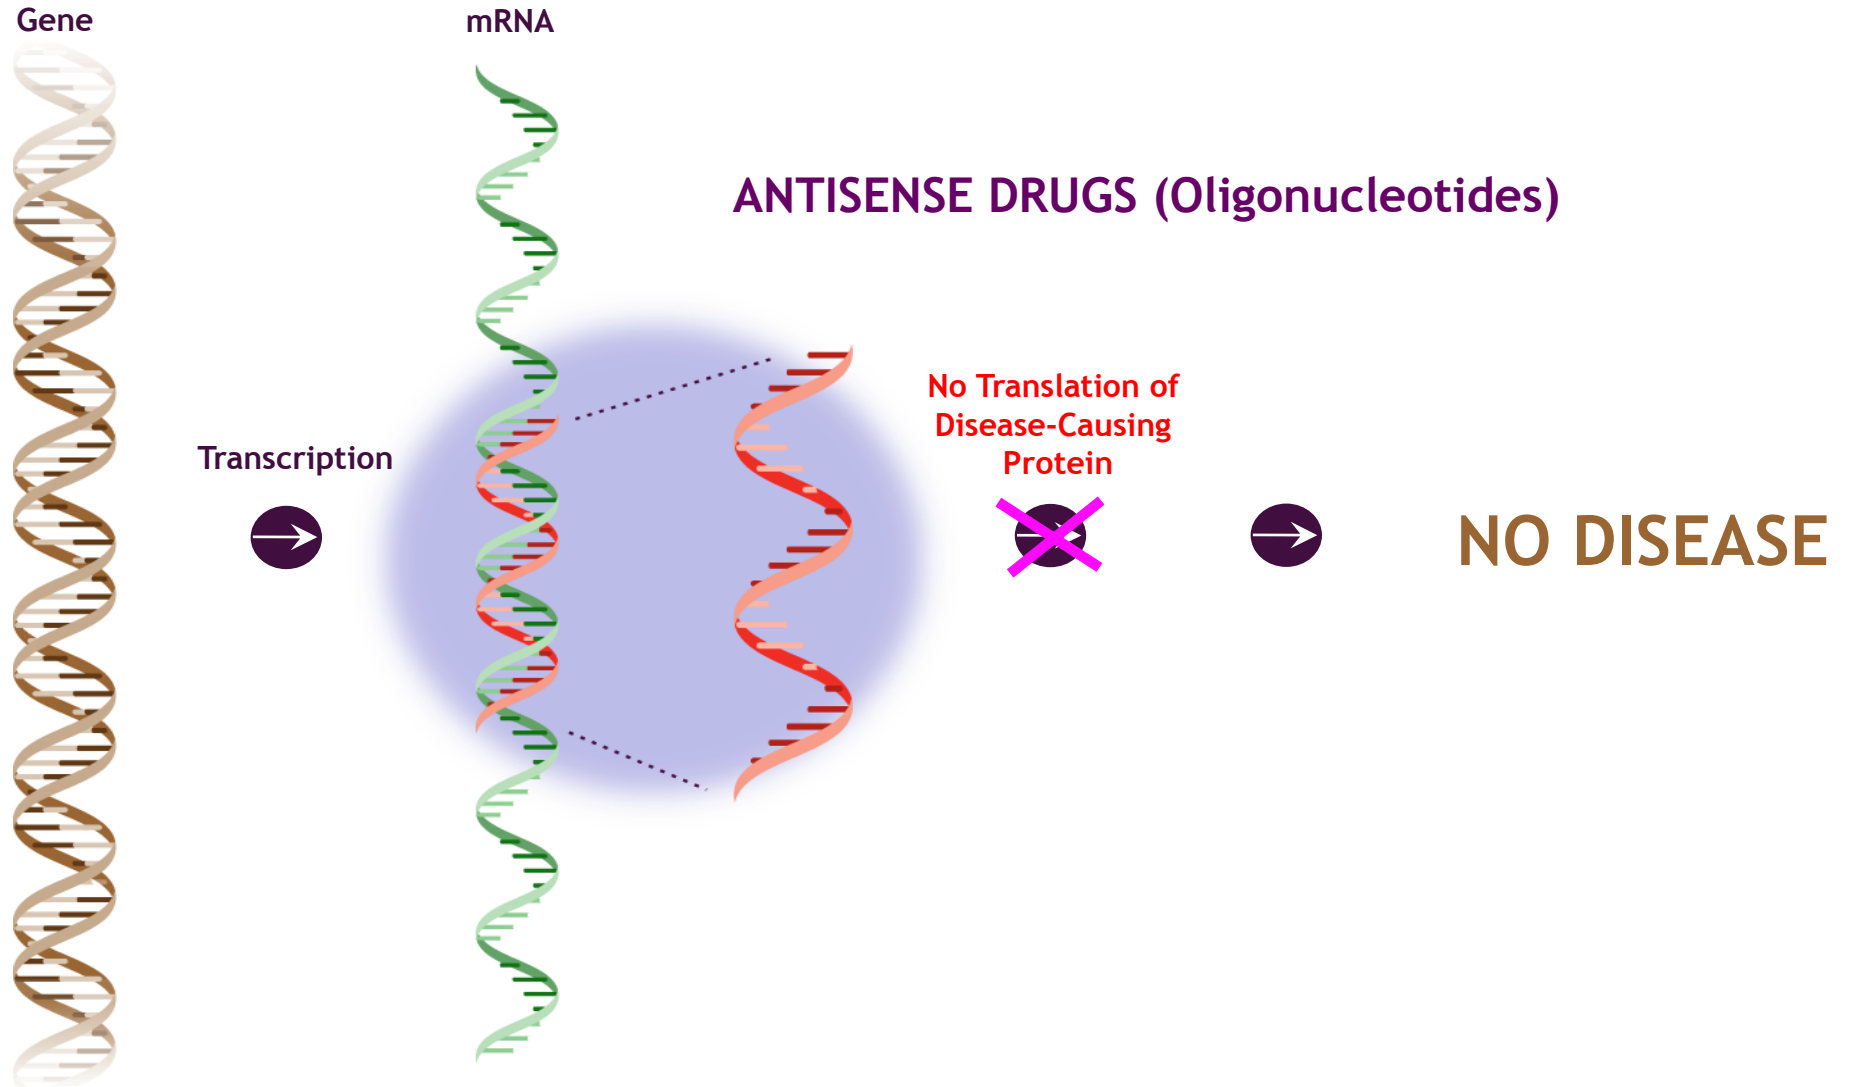 Gene
mRNA
ANTISENSE DRUGS (Oligonucleotides)
Transcription
No Translation of
Disease-Causing
Protein
NO DISEASE